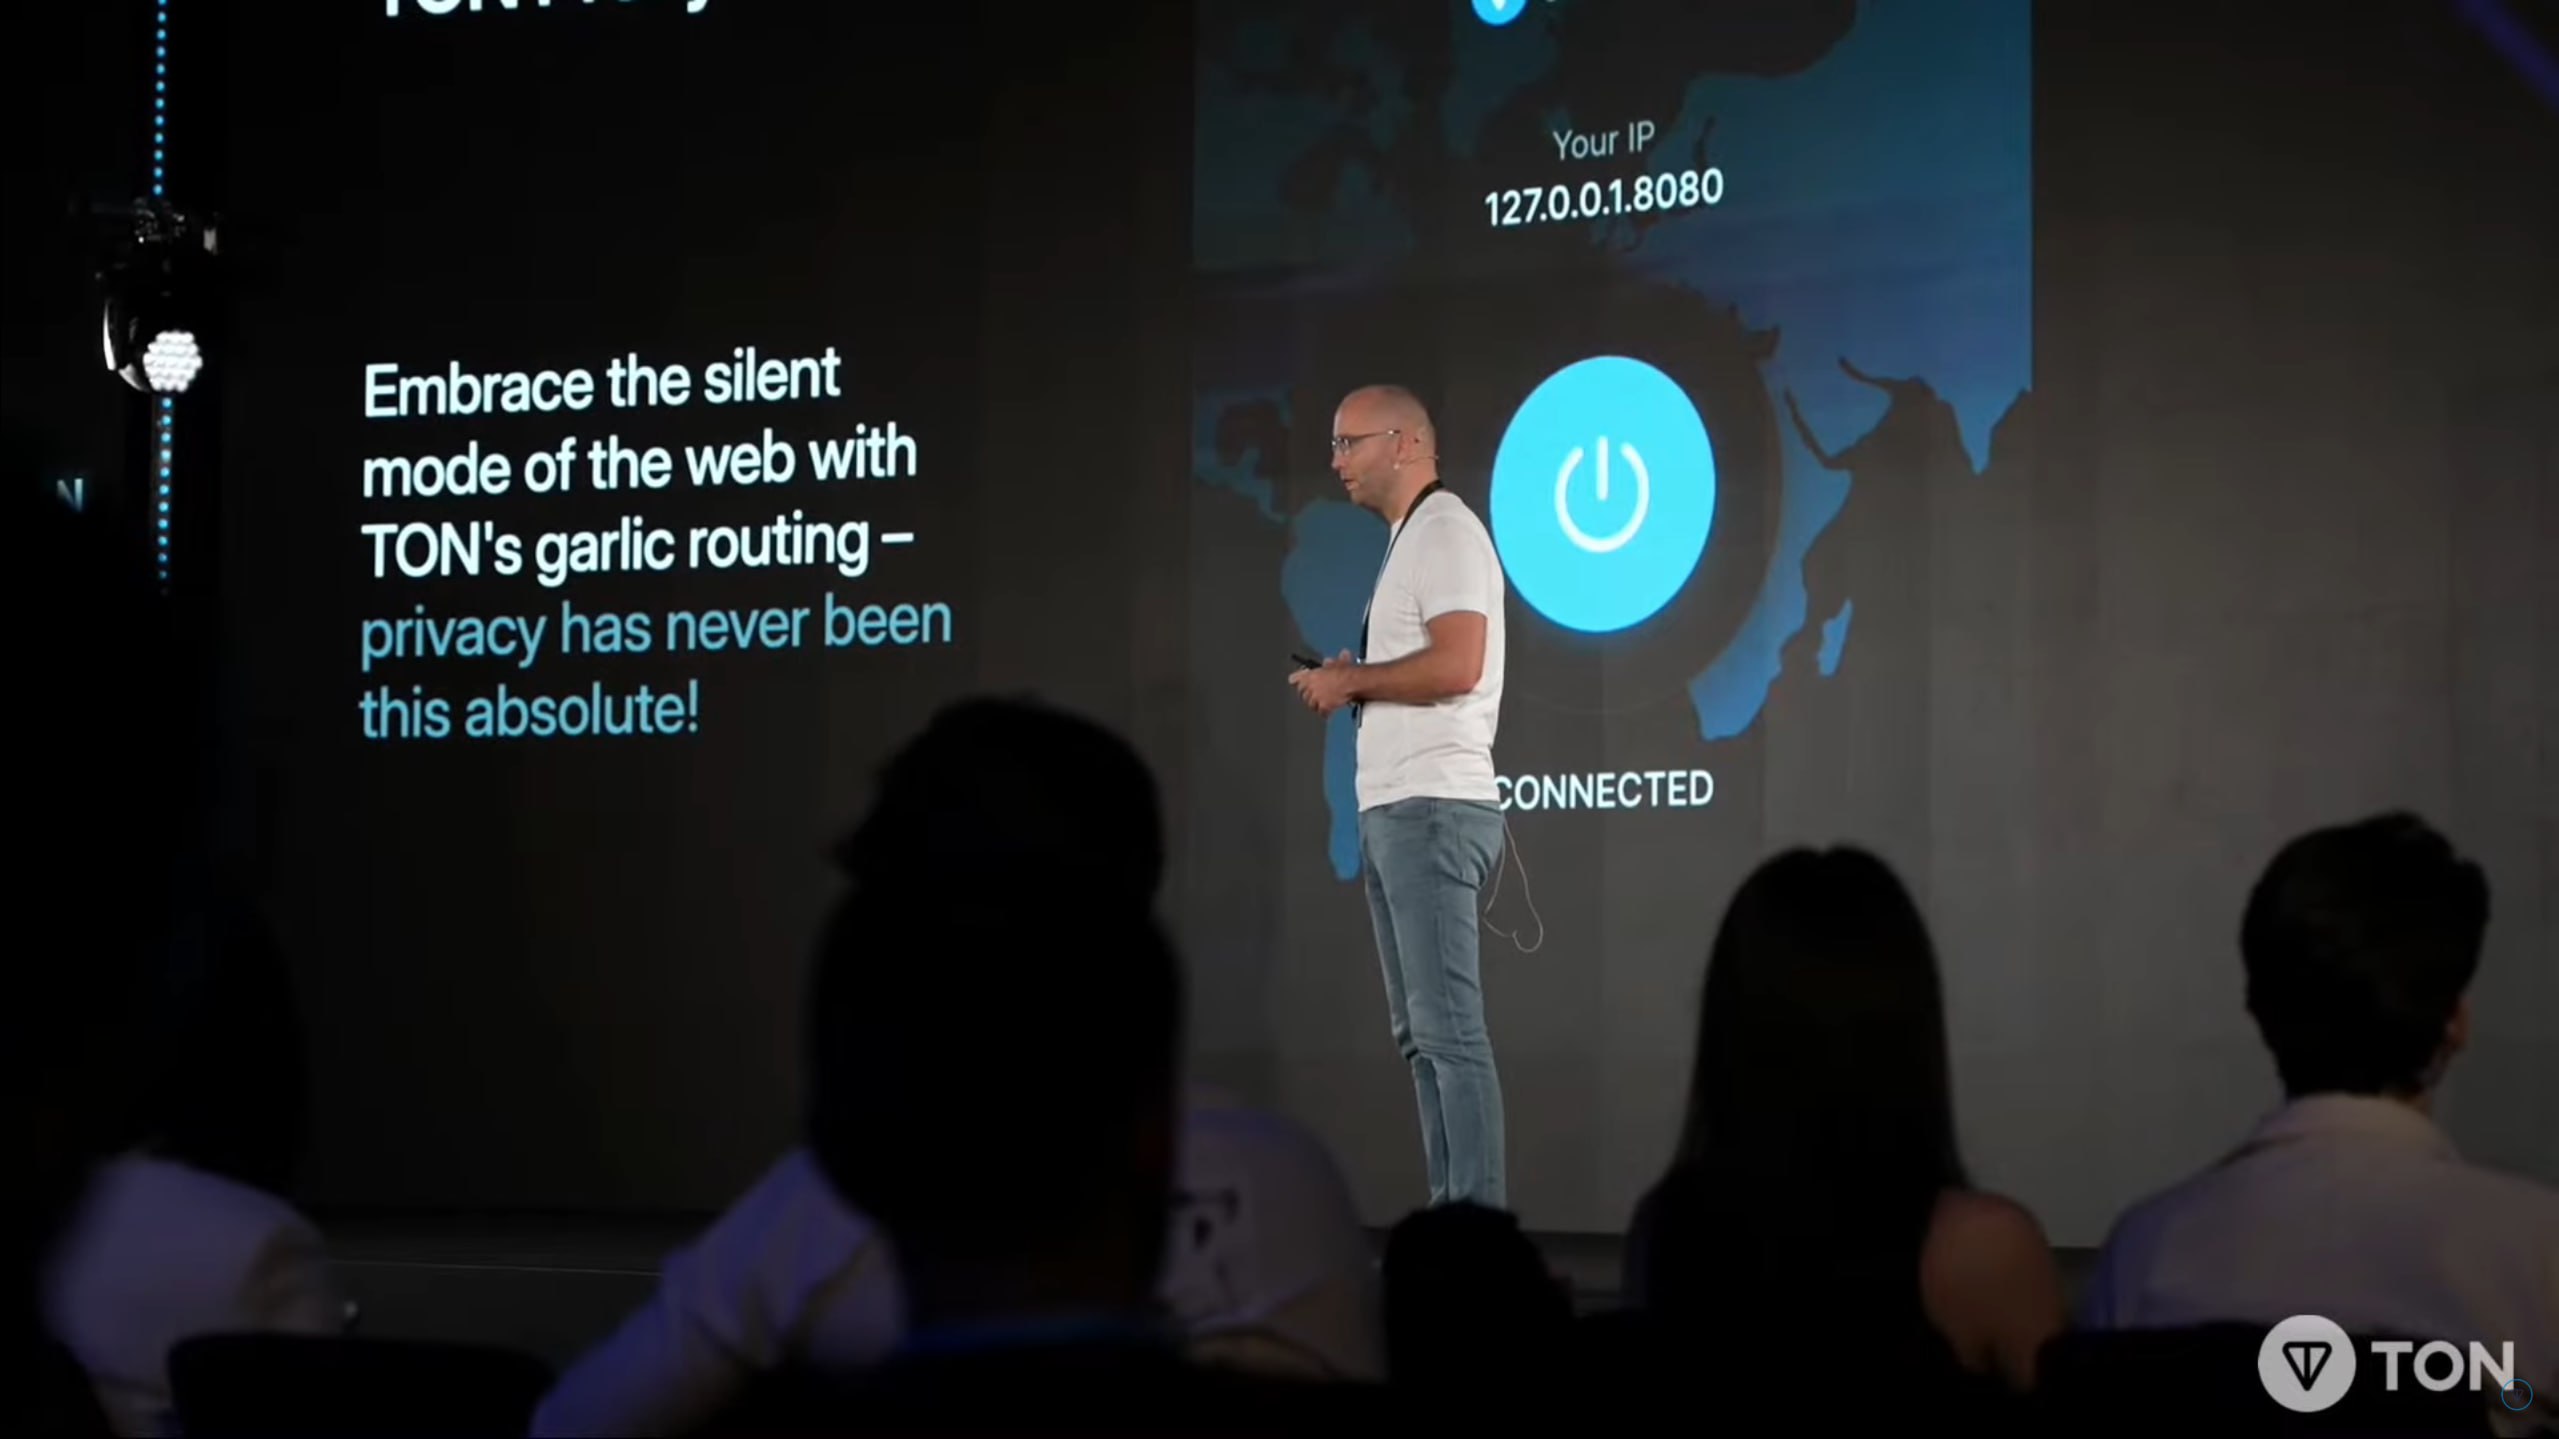 TON
Embrace the silent
mode of the web with
TON's garlic routing –
privacy has never been
this absolute!
Your IP
127.0.0.1.8080
CONNECTED
TON